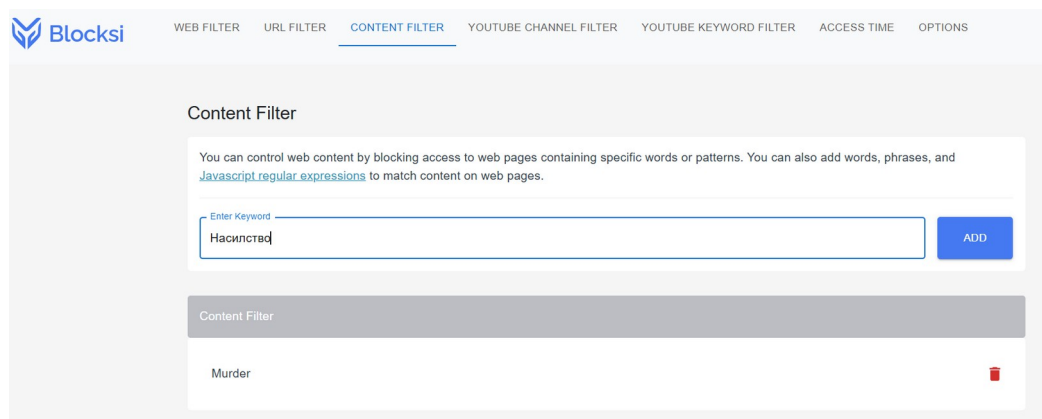 Blocksi
WEB FILTER URL FILTER CONTENT FILTER YOUTUBE CHANNEL FILTER YOUTUBE KEYWORD FILTER ACCESS TIME OPTIONS
Content Filter
You can control web content by blocking access to web pages containing specific words or patterns. You can also add words, phrases, and
Javascript regular expressions to match content on web pages.
Enter Keyword
Насилство
ADD
Content Filter
Murder